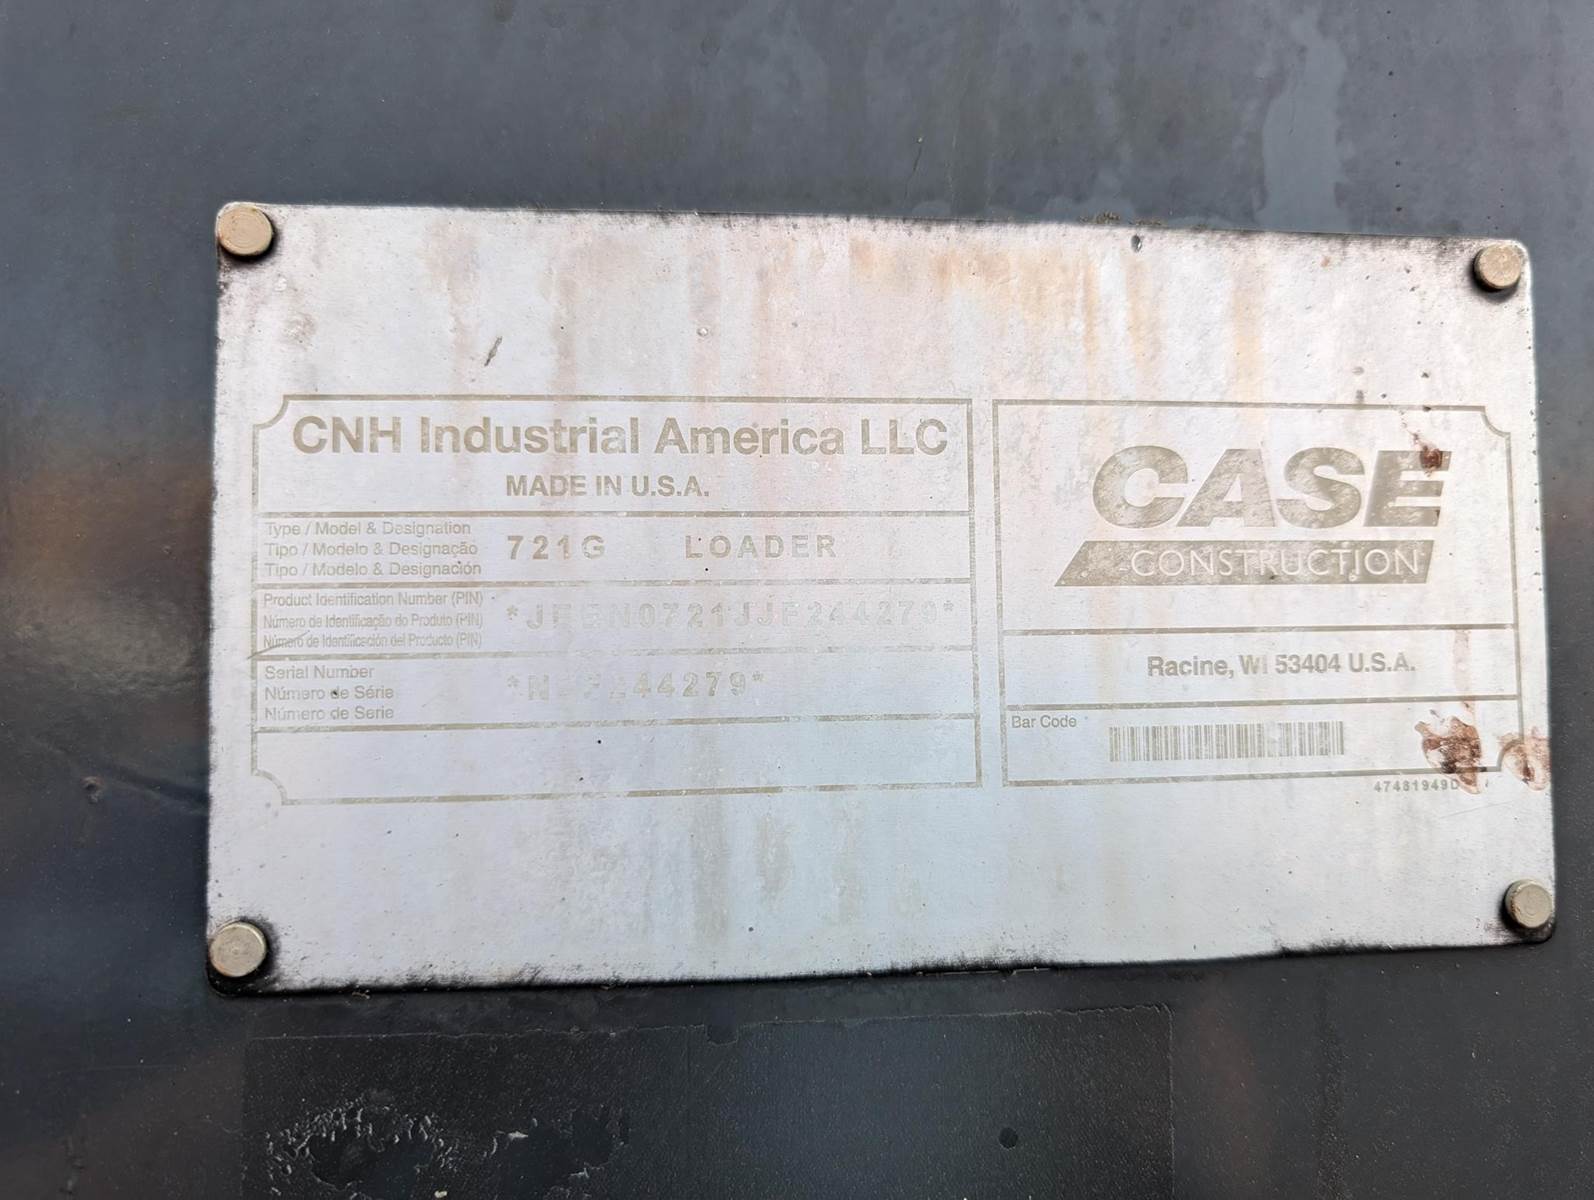 CNH Industrial America LLC
MADE IN U.S.A.
Type / Model & Designation
Tipo / Modelo & Designação
Tipo / Modelo & Designación
721G LOADER
Product Identification Number (PIN)
Número de Identificação do Produto (PIN)
Número de Identificación del Producto (PIN)
Serial Number
Número de Série
Número de Serie
CASE
CONSTRUCTION
Racine, WI 53404 U.S.A.
Bar Code